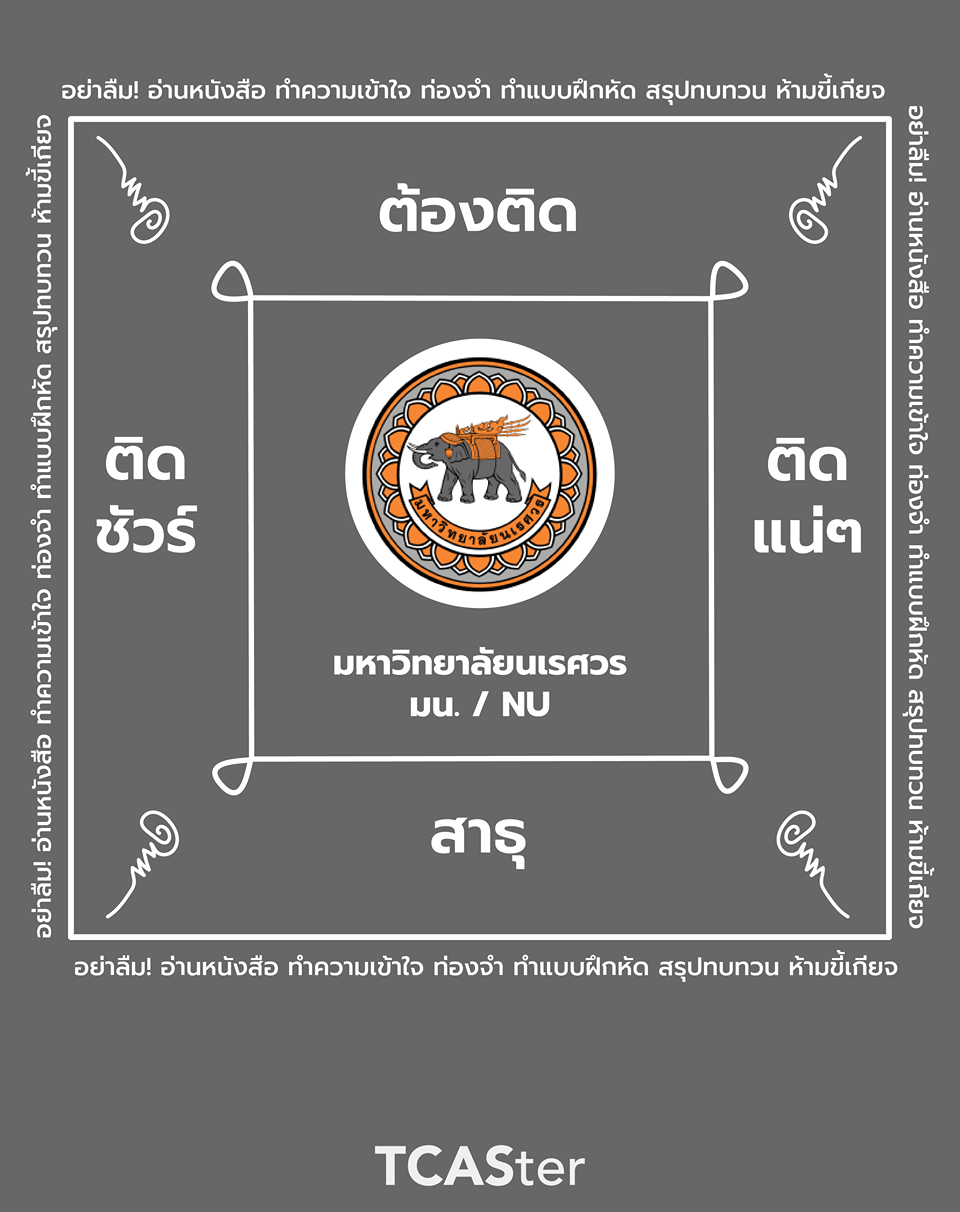 อย่าลืม! อ่านหนังสือ ทำความเข้าใจ ท่องจำ ทำแบบฝึกหัด สรุปทบทวน ห้ามขี้เกียจ
อย่าลืม! อ่านหนังสือ ทำความเข้าใจ ท่องจำ ทำแบบฝึกหัด สรุปทบทวน ห้ามขี้เกียจ
อย่าลืม! อ่านหนังสือ ทำความเข้าใจ ท่องจำ ทำแบบฝึกหัด สรุปทบทวน ห้ามขี้เกียจ
ต้องติด
ติด
ชัวร์
ติด
แน่ๆ
มหาวิทยาลัยนเรศวร
มหาวิทยาลัยนเรศวร
มน. / NU
สาธุ
อย่าลืม! อ่านหนังสือ ทำความเข้าใจ ท่องจำ ทำแบบฝึกหัด สรุปทบทวน ห้ามขี้เกียจ
TCASter